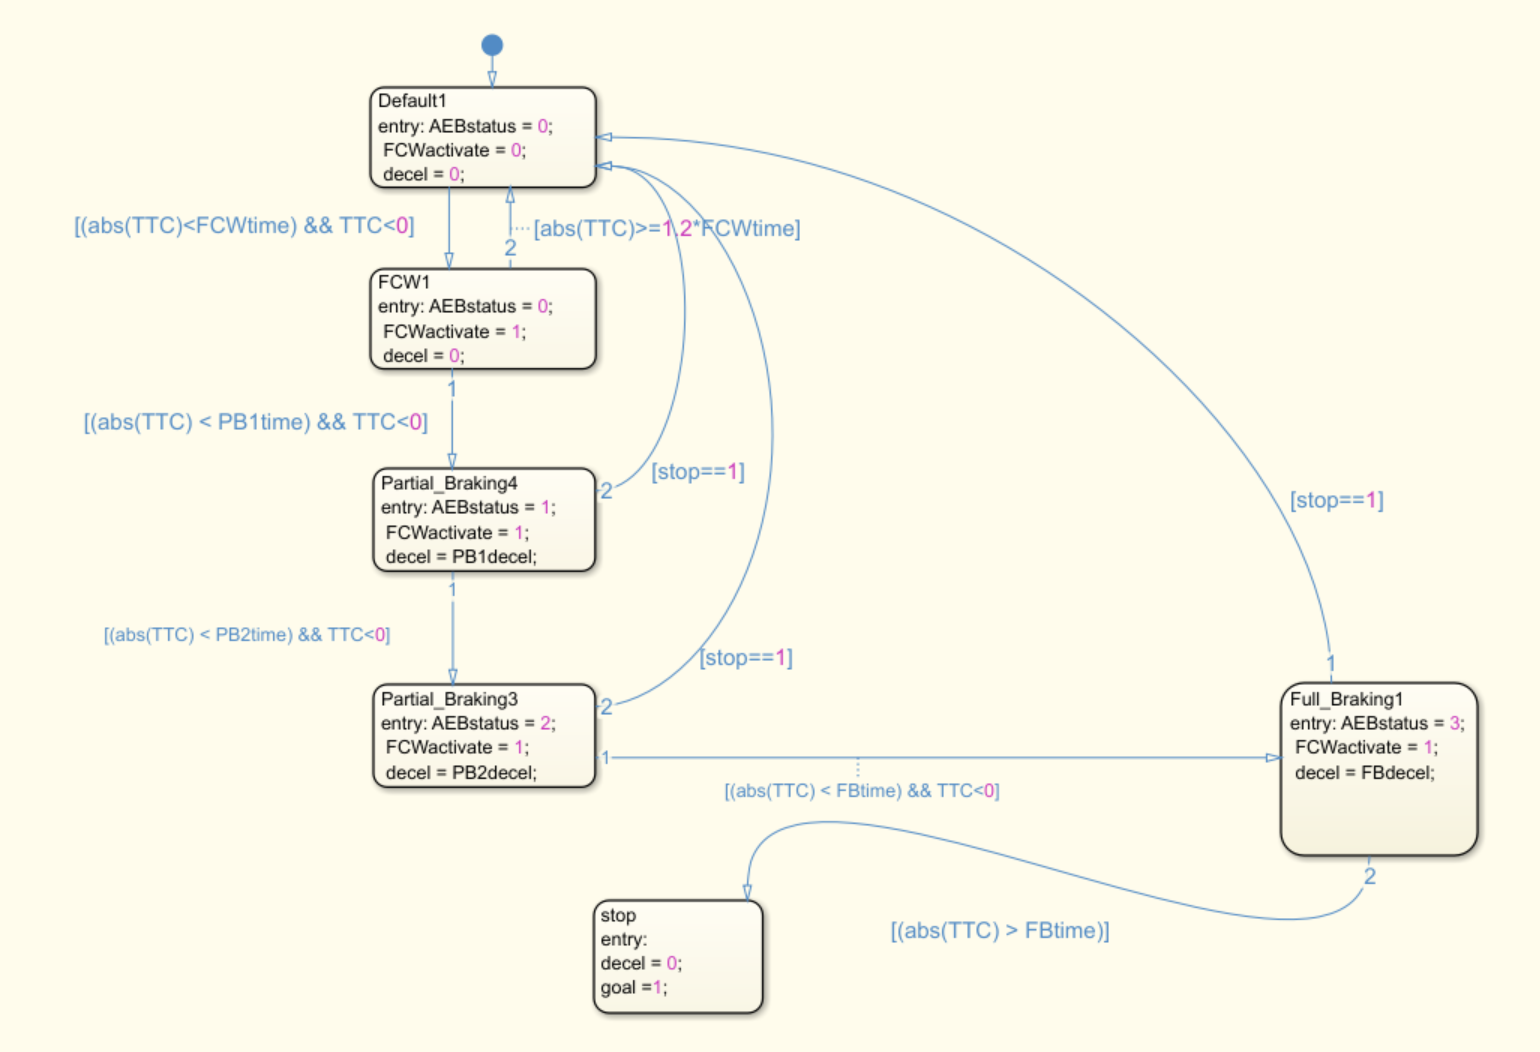 Default1
entry: AEBstatus = 0;
FCWactivate = 0;
decel = 0;
[(abs(TTC)<FCWtime) && TTC<0]
2
[abs(TTC)>=1.2*FCWtime]
FCW1
entry: AEBstatus = 0;
FCWactivate = 1;
decel = 0;
1
[(abs(TTC) < PB1time) && TTC<0]
Partial_Braking4
entry: AEBstatus = 1;
FCWactivate = 1;
decel = PB1decel;
2
[stop==1]
[stop==1]
1
[(abs(TTC) < PB2time) && TTC<0]
Partial_Braking3
entry: AEBstatus = 2;
FCWactivate = 1;
decel = PB2decel;
2
[stop==1]
1
[(abs(TTC) < FBtime) && TTC<0]
1
Full_Braking1
entry: AEBstatus = 3;
FCWactivate = 1;
decel = FBdecel;
2
[(abs(TTC) > FBtime)]
stop
entry:
decel = 0;
goal =1;